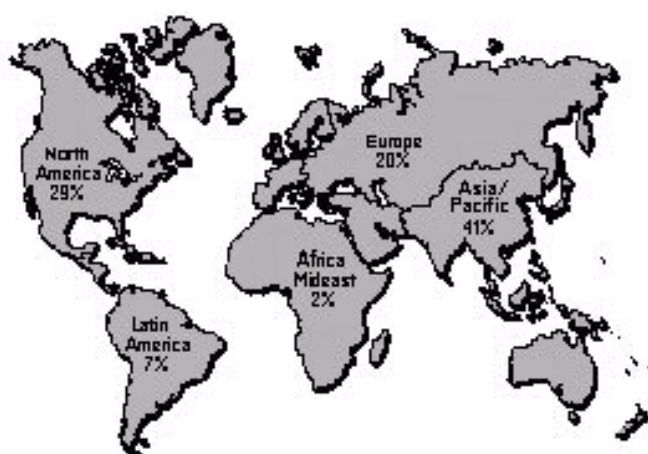 North
America
29%
Europe
20%
Asia/
Pacific
41%
Africa
Mideast
2%
Latin
America
7%